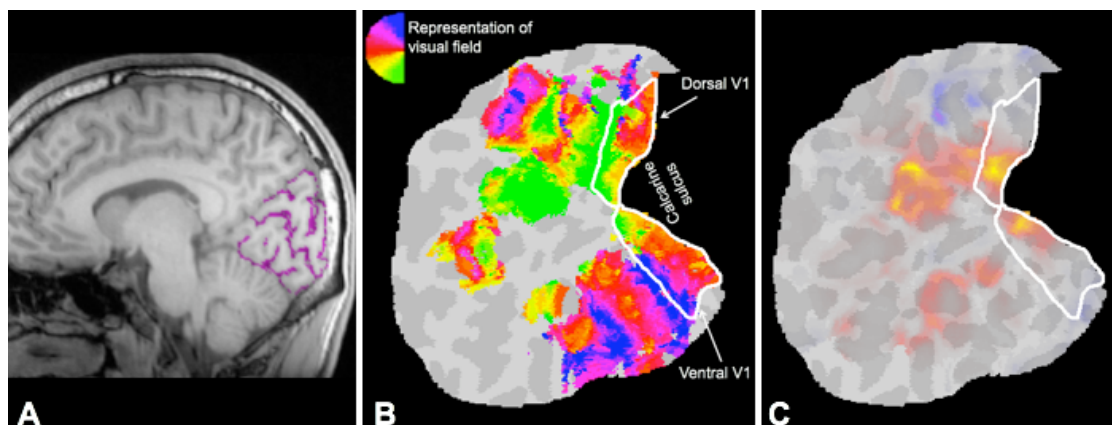 Representation of
visual field
Dorsal V1
Calcarine
sulcus
Ventral V1
A
B
C